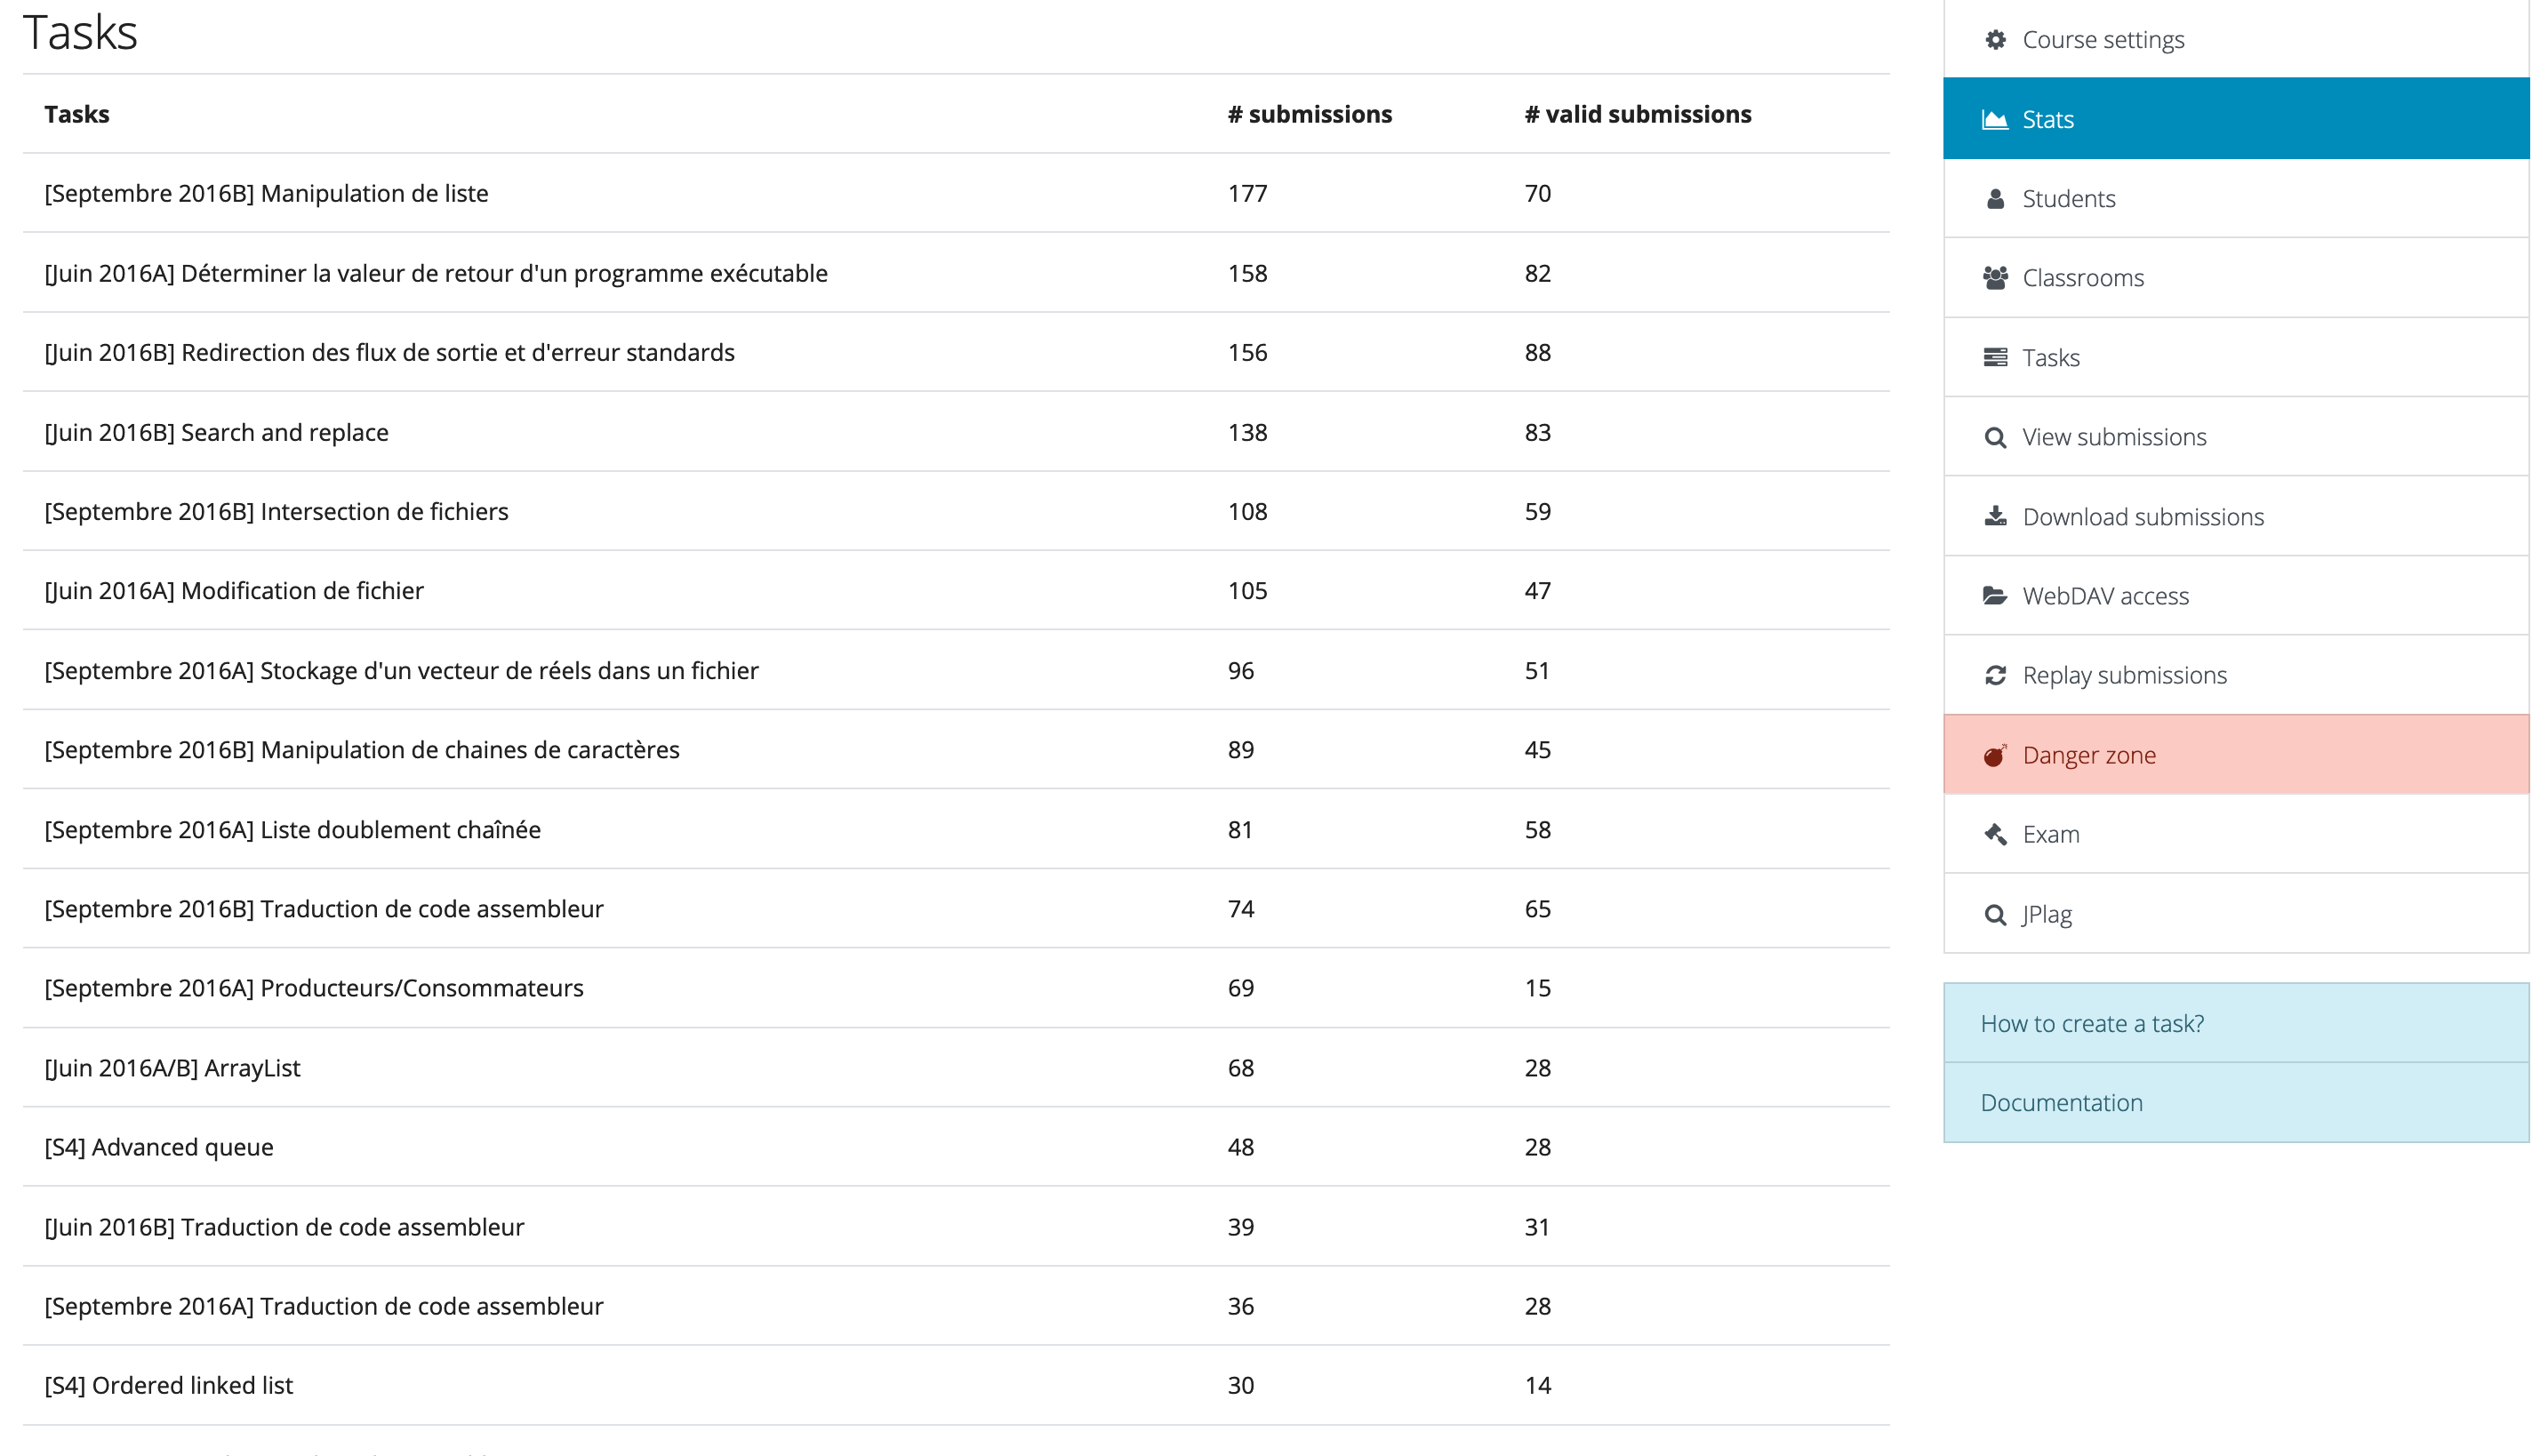 Tasks
Tasks # submissions # valid submissions
[Septembre 2016B] Manipulation de liste 177 70
[Juin 2016A] Déterminer la valeur de retour d'un programme exécutable 158 82
[Juin 2016B] Redirection des flux de sortie et d'erreur standards 156 88
[Juin 2016B] Search and replace 138 83
[Septembre 2016B] Intersection de fichiers 108 59
[Juin 2016A] Modification de fichier 105 47
[Septembre 2016A] Stockage d'un vecteur de réels dans un fichier 96 51
[Septembre 2016B] Manipulation de chaines de caractères 89 45
[Septembre 2016A] Liste doublement chaînée 81 58
[Septembre 2016B] Traduction de code assembleur 74 65
[Septembre 2016A] Producteurs/Consommateurs 69 15
[Juin 2016A/B] ArrayList 68 28
[S4] Advanced queue 48 28
[Juin 2016B] Traduction de code assembleur 39 31
[Septembre 2016A] Traduction de code assembleur 36 28
[S4] Ordered linked list 30 14
Course settings
Stats
Students
Classrooms
Tasks
View submissions
Download submissions
WebDAV access
Replay submissions
Danger zone
Exam
JPlag
How to create a task?
Documentation